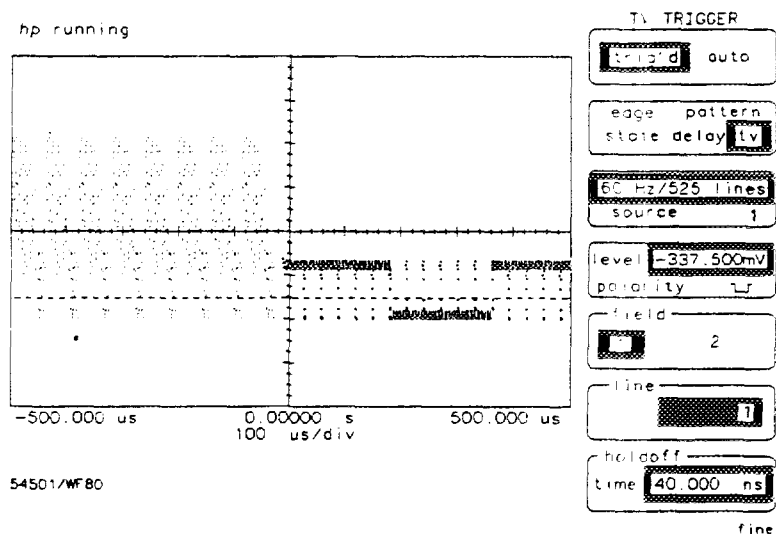 TV TRIGGER
hp running
trig'd auto
edge pattern
state delay tv
60 Hz/525 lines
source 1
level -337.500mV
polarity
field
1 2
line
1
holdoff
time 40.000 ns
fine
-500.000 us 0.00000 s 500.000 us
100 us/div
54501/WF80